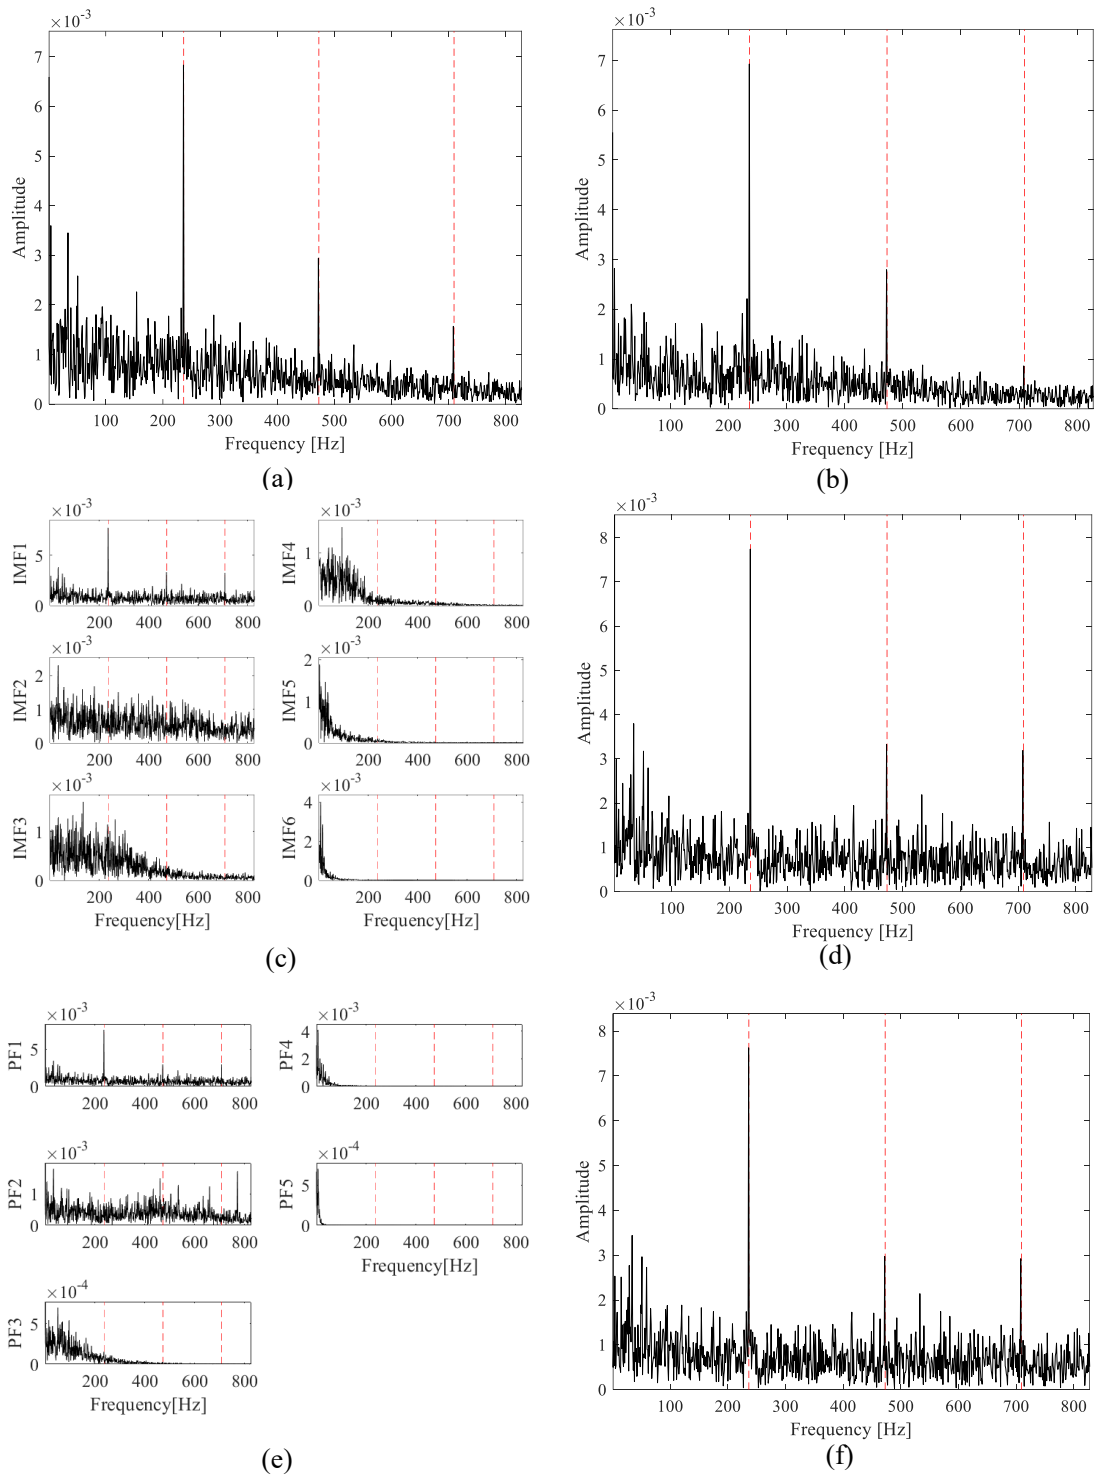 ×10⁻³
7
6
5
4
3
2
1
0
Amplitude
100 200 300 400 500 600 700 800
Frequency [Hz]
(a)
×10⁻³
7
6
5
4
3
2
1
0
Amplitude
100 200 300 400 500 600 700 800
Frequency [Hz]
(b)
×10⁻³
5
0
IMF1
200 400 600 800
×10⁻³
1
0
IMF4
200 400 600 800
×10⁻³
2
1
0
IMF2
200 400 600 800
×10⁻³
2
1
0
IMF5
200 400 600 800
×10⁻³
1
0
IMF3
200 400 600 800
Frequency[Hz]
×10⁻³
4
2
0
IMF6
200 400 600 800
Frequency[Hz]
(c)
×10⁻³
8
7
6
5
4
3
2
1
0
Amplitude
100 200 300 400 500 600 700 800
Frequency [Hz]
(d)
×10⁻³
5
0
PF1
200 400 600 800
×10⁻³
4
2
0
PF4
200 400 600 800
×10⁻³
1
0
PF2
200 400 600 800
×10⁻⁴
5
0
PF5
200 400 600 800
Frequency[Hz]
×10⁻⁴
5
0
PF3
200 400 600 800
Frequency[Hz]
(e)
×10⁻³
8
7
6
5
4
3
2
1
0
Amplitude
100 200 300 400 500 600 700 800
Frequency [Hz]
(f)